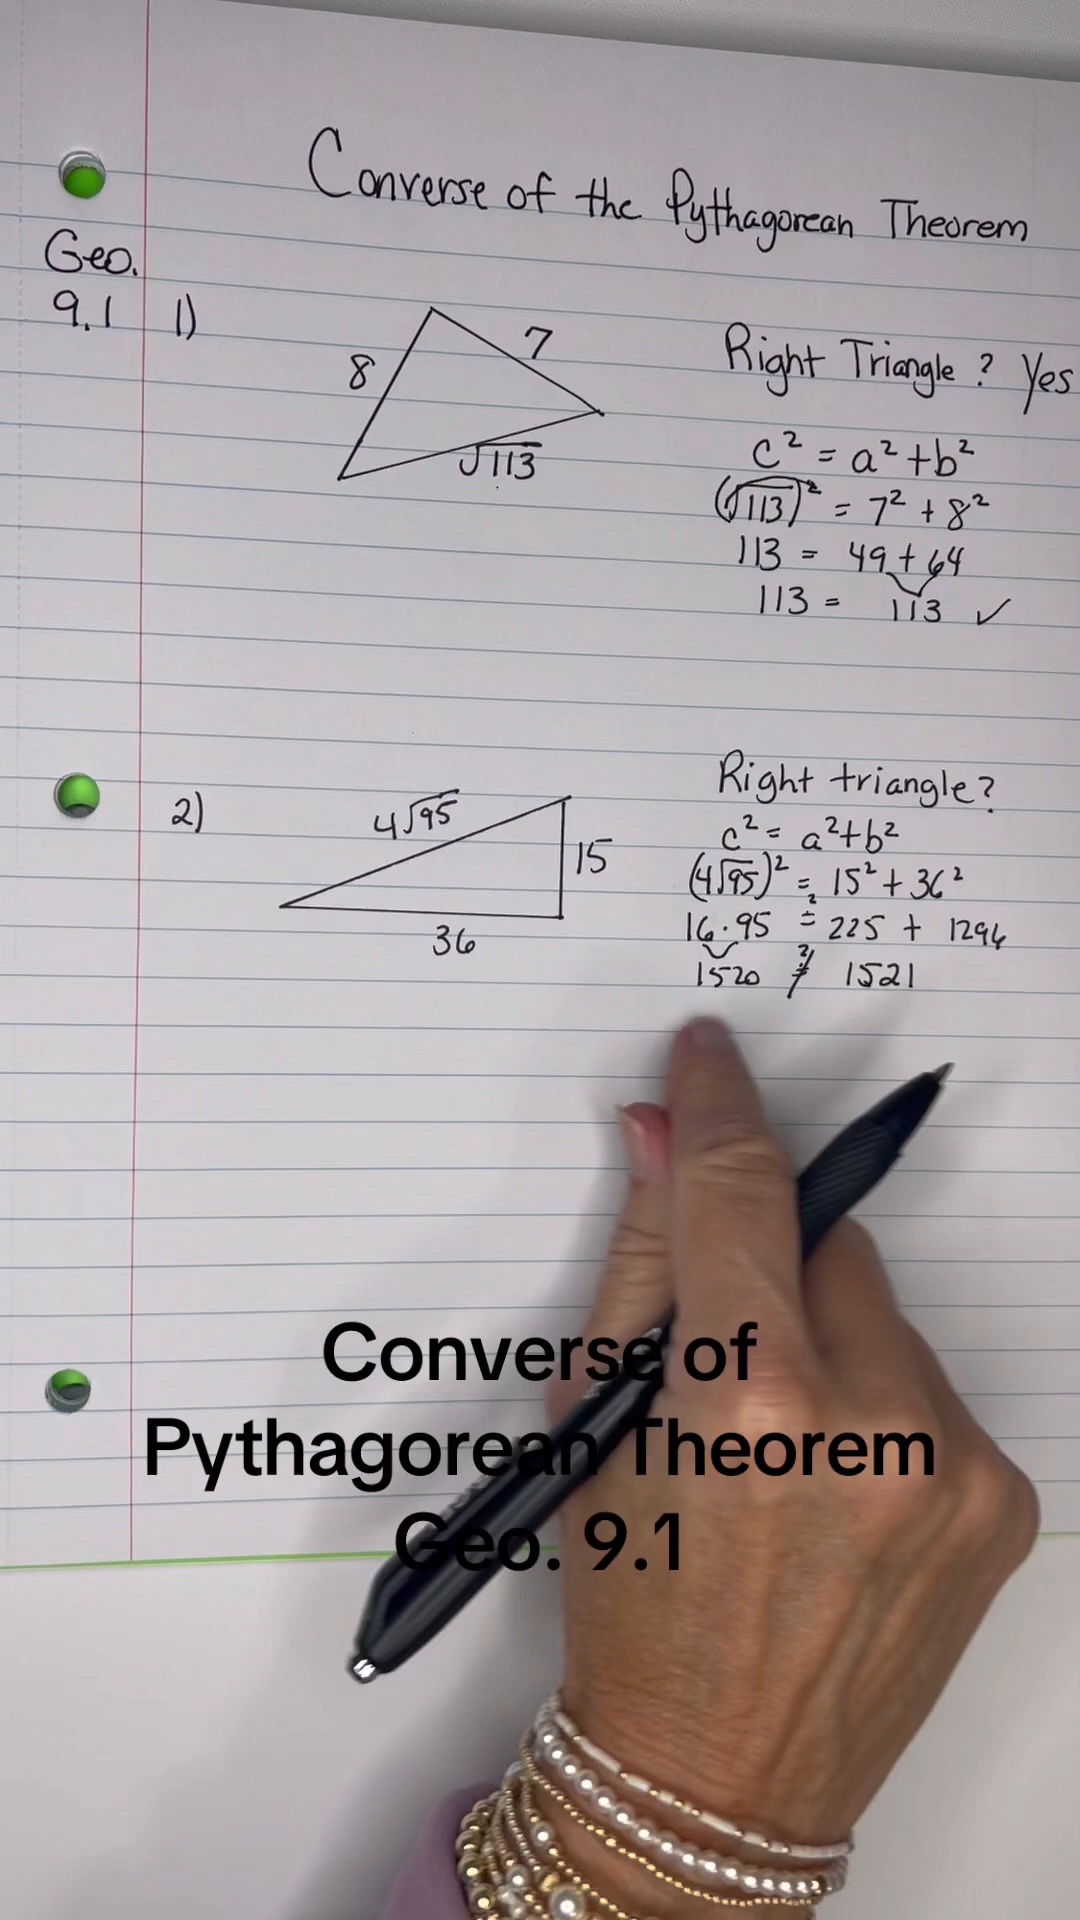 Converse of the Pythagorean Theorem
Geo.
9.1 1)
8
7
√113
Right Triangle? Yes
c² = a² + b²
(√113)² = 7² + 8²
113 = 49 + 64
113 = 113 ✓
2)
4√95
15
36
Right triangle?
c² = a² + b²
(4√95)² = 15² + 36²
16·95 ≟ 225 + 1296
1520 ≠ 1521
Converse of
Pythagorean Theorem
Geo. 9.1